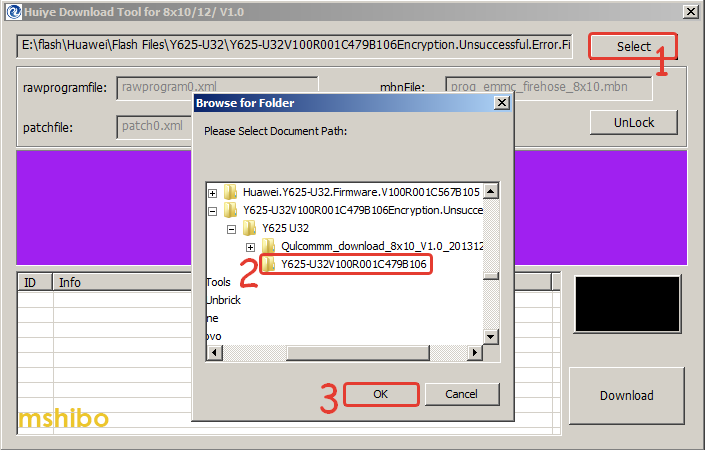 Huiye Download Tool for 8x10/12/ V1.0
E:\flash\Huawei\Flash Files\Y625-U32\Y625-U32V100R001C479B106Encryption.Unsuccessful.Error.Fi
Select
1
rawprogramfile:
rawprogram0.xml
mbnFile:
prog_emmc_firehose_8x10.mbn
patchfile:
patch0.xml
UnLock
Browse for Folder
Please Select Document Path:
Huawei.Y625-U32.Firmware.V100R001C567B105
Y625-U32V100R001C479B106Encryption.Unsucce
Y625 U32
Qulcommm_download_8x10_V1.0_201312
2
Y625-U32V100R001C479B106
Tools
Unbrick
ne
ovo
ID
Info
3
OK
Cancel
Download
mshibo